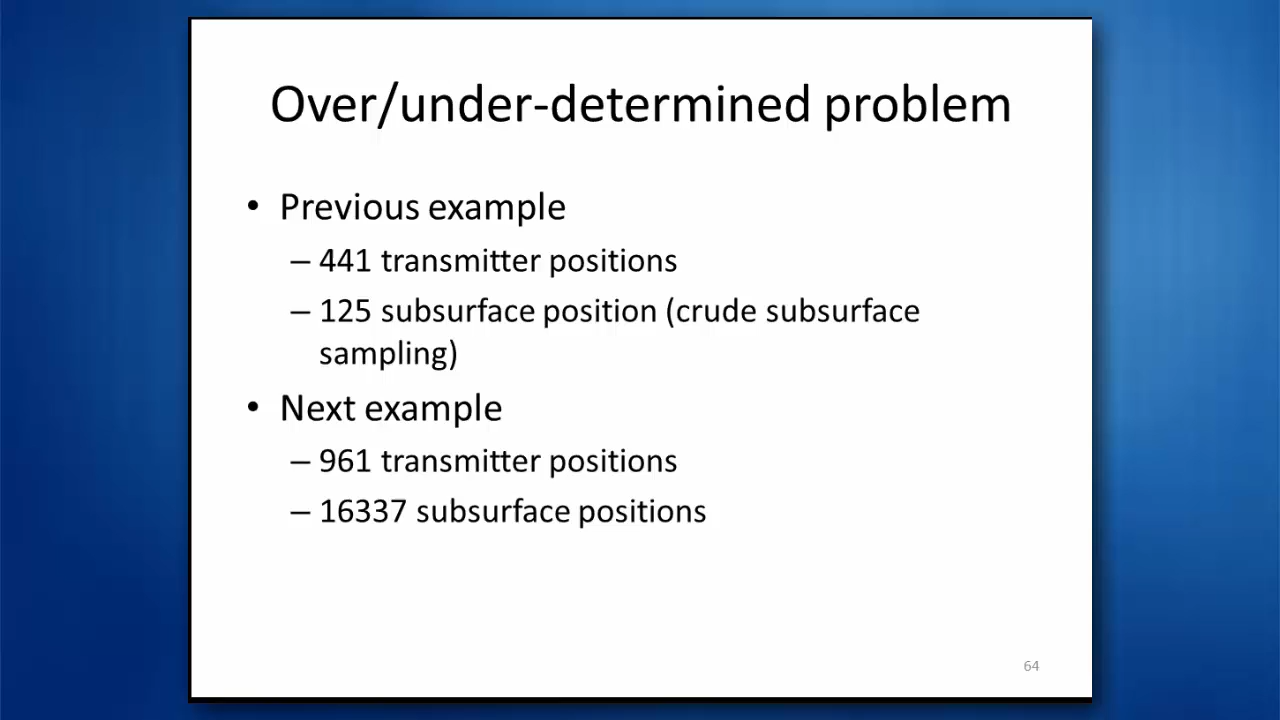 Over/under-determined problem
• Previous example
– 441 transmitter positions
– 125 subsurface position (crude subsurface
sampling)
• Next example
– 961 transmitter positions
– 16337 subsurface positions
64